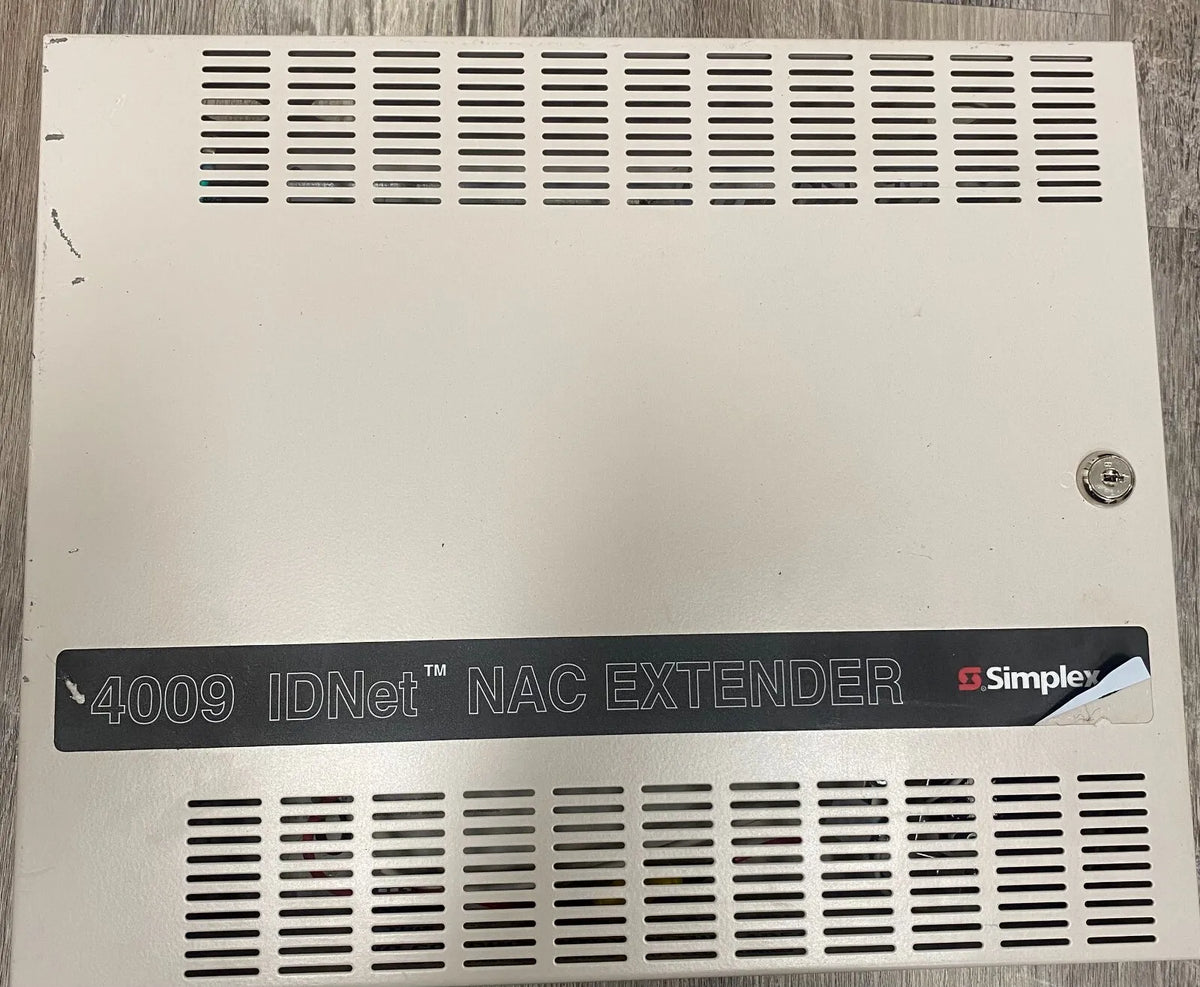 4009 IDNet™ NAC EXTENDER
Simplex